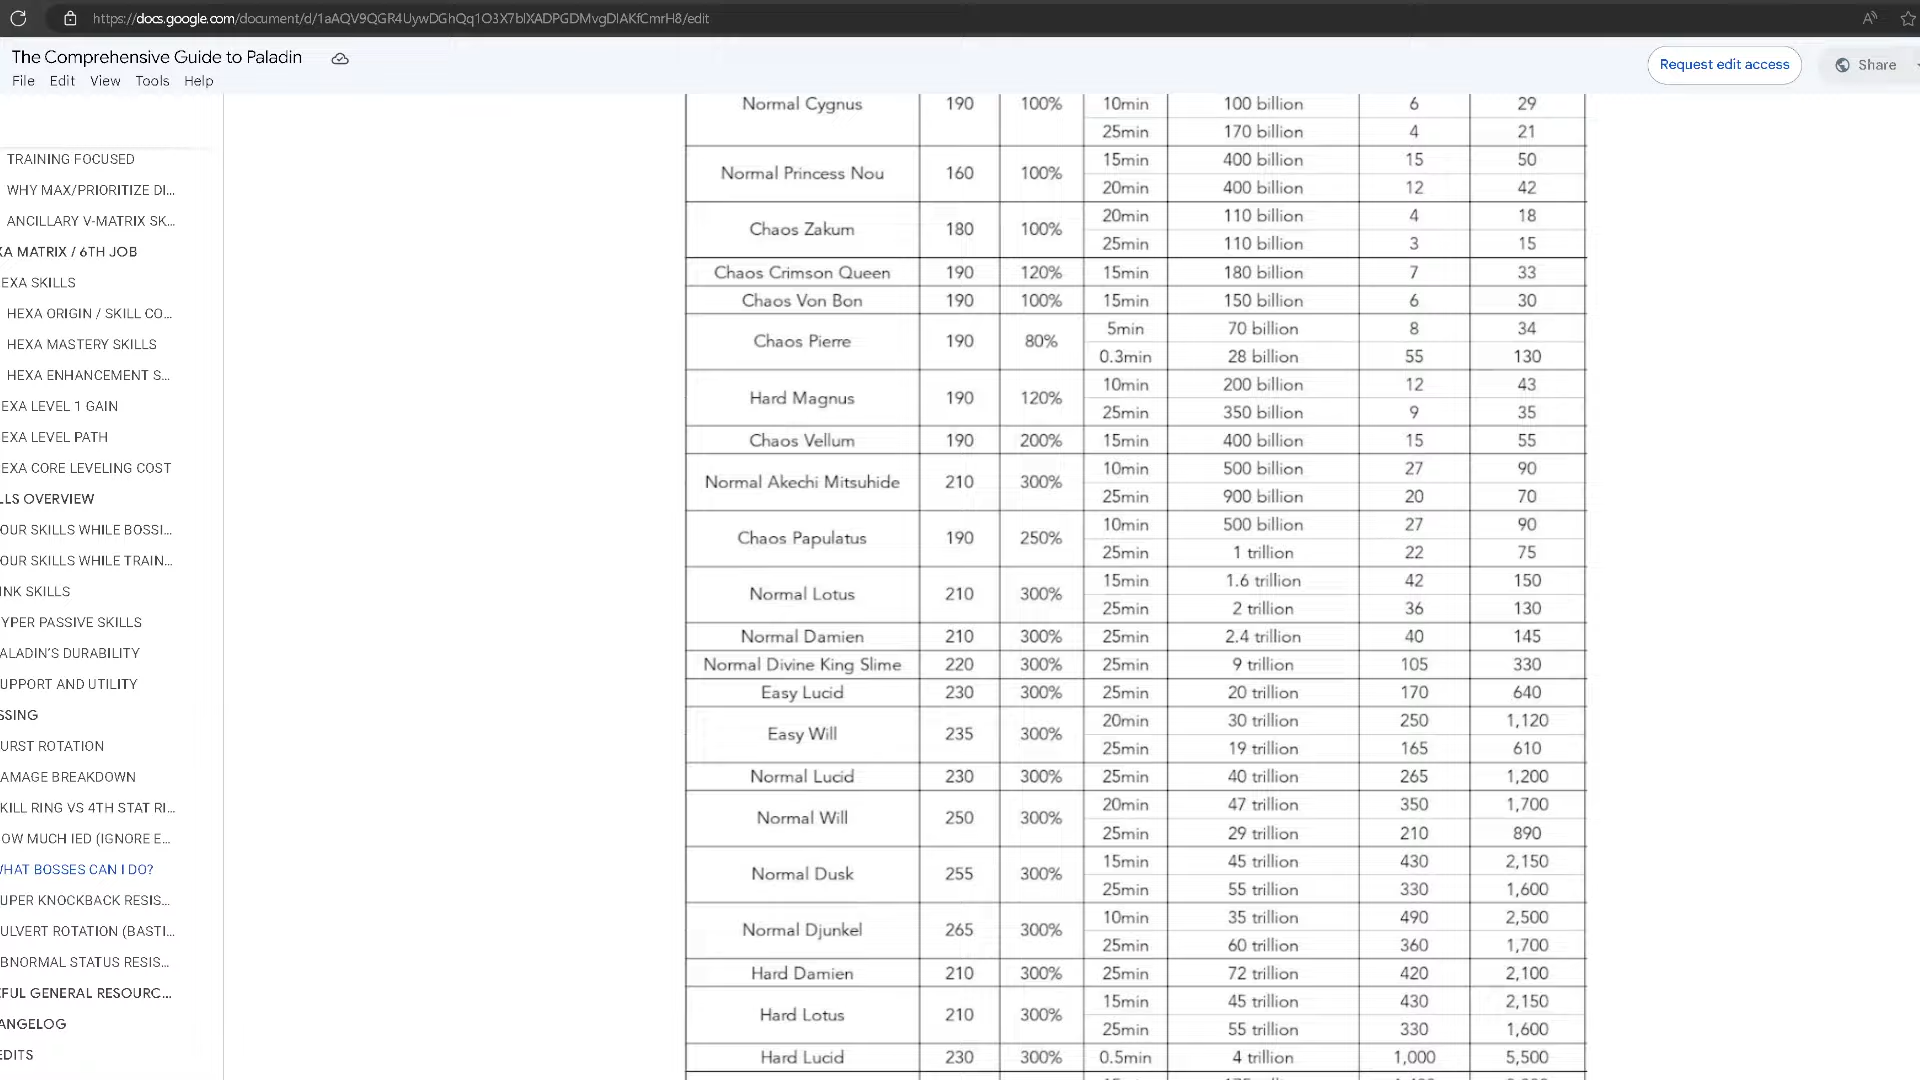 https://docs.google.com/document/d/1aAQV9QGR4UywDGhQq1O3X7blXADPGDMvgDIAKfCmrH8/edit
The Comprehensive Guide to Paladin
Request edit access
Share
File Edit View Tools Help
TRAINING FOCUSED
WHY MAX/PRIORITIZE DI...
ANCILLARY V-MATRIX SK...
XA MATRIX / 6TH JOB
EXA SKILLS
HEXA ORIGIN / SKILL CO...
HEXA MASTERY SKILLS
HEXA ENHANCEMENT S...
EXA LEVEL 1 GAIN
EXA LEVEL PATH
EXA CORE LEVELING COST
LLS OVERVIEW
OUR SKILLS WHILE BOSSI...
OUR SKILLS WHILE TRAIN...
INK SKILLS
YPER PASSIVE SKILLS
ALADIN'S DURABILITY
UPPORT AND UTILITY
SSING
URST ROTATION
AMAGE BREAKDOWN
KILL RING VS 4TH STAT RI...
OW MUCH IED (IGNORE E...
WHAT BOSSES CAN I DO?
UPER KNOCKBACK RESIS...
ULVERT ROTATION (BASTI...
BNORMAL STATUS RESIS...
EFUL GENERAL RESOURC...
ANGELOG
EDITS
Normal Cygnus 190 100% 10min 100 billion 6 29
25min 170 billion 4 21
Normal Princess Nou 160 100% 15min 400 billion 15 50
20min 400 billion 12 42
Chaos Zakum 180 100% 20min 110 billion 4 18
25min 110 billion 3 15
Chaos Crimson Queen 190 120% 15min 180 billion 7 33
Chaos Von Bon 190 100% 15min 150 billion 6 30
Chaos Pierre 190 80% 5min 70 billion 8 34
0.3min 28 billion 55 130
Hard Magnus 190 120% 10min 200 billion 12 43
25min 350 billion 9 35
Chaos Vellum 190 200% 15min 400 billion 15 55
Normal Akechi Mitsuhide 210 300% 10min 500 billion 27 90
25min 900 billion 20 70
Chaos Papulatus 190 250% 10min 500 billion 27 90
25min 1 trillion 22 75
Normal Lotus 210 300% 15min 1.6 trillion 42 150
25min 2 trillion 36 130
Normal Damien 210 300% 25min 2.4 trillion 40 145
Normal Divine King Slime 220 300% 25min 9 trillion 105 330
Easy Lucid 230 300% 25min 20 trillion 170 640
Easy Will 235 300% 20min 30 trillion 250 1,120
25min 19 trillion 165 610
Normal Lucid 230 300% 25min 40 trillion 265 1,200
Normal Will 250 300% 20min 47 trillion 350 1,700
25min 29 trillion 210 890
Normal Dusk 255 300% 15min 45 trillion 430 2,150
25min 55 trillion 330 1,600
Normal Djunkel 265 300% 10min 35 trillion 490 2,500
25min 60 trillion 360 1,700
Hard Damien 210 300% 25min 72 trillion 420 2,100
Hard Lotus 210 300% 15min 45 trillion 430 2,150
25min 55 trillion 330 1,600
Hard Lucid 230 300% 0.5min 4 trillion 1,000 5,500